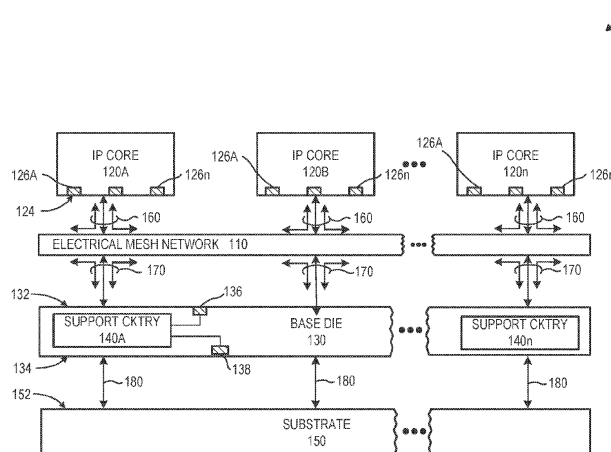 IP CORE
120A
IP CORE
120B
IP CORE
120n
126A
126n
126A
126n
126A
126n
124
160
160
160
ELECTRICAL MESH NETWORK 110
170
170
170
132
136
SUPPORT CKTRY
140A
BASE DIE
130
SUPPORT CKTRY
140n
134
138
180
180
180
152
SUBSTRATE
150